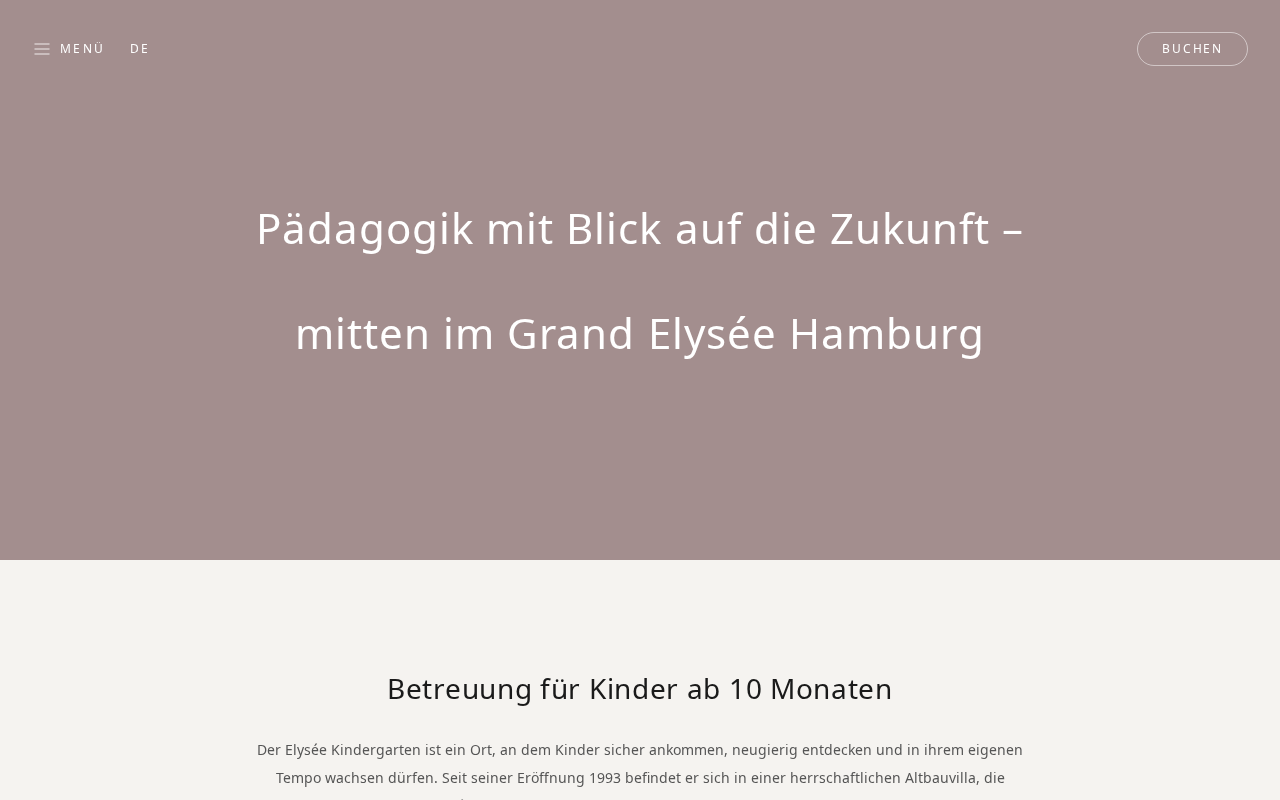 MENÜ
DE
BUCHEN
Pädagogik mit Blick auf die Zukunft –
mitten im Grand Elysée Hamburg
Betreuung für Kinder ab 10 Monaten
Der Elysée Kindergarten ist ein Ort, an dem Kinder sicher ankommen, neugierig entdecken und in ihrem eigenen
Tempo wachsen dürfen. Seit seiner Eröffnung 1993 befindet er sich in einer herrschaftlichen Altbauvilla, die